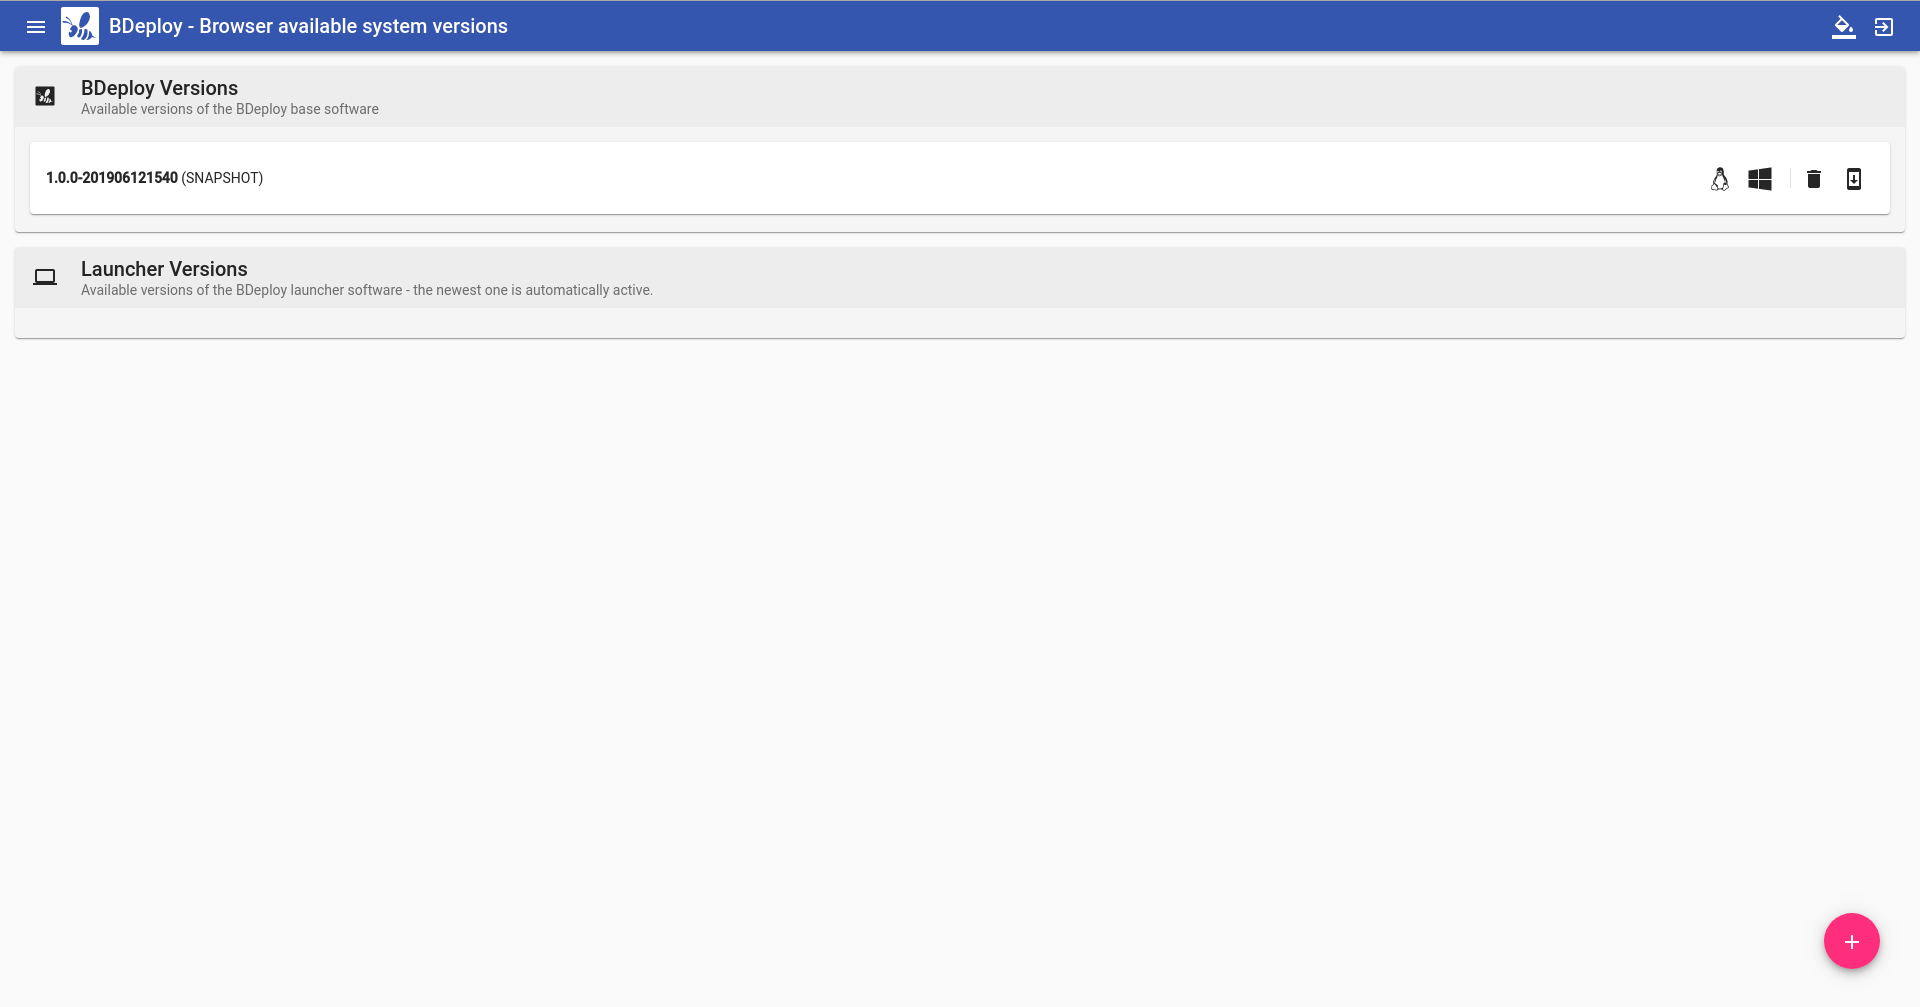 BDeploy - Browser available system versions
BDeploy Versions
Available versions of the BDeploy base software
1.0.0-201906121540 (SNAPSHOT)
Launcher Versions
Available versions of the BDeploy launcher software - the newest one is automatically active.